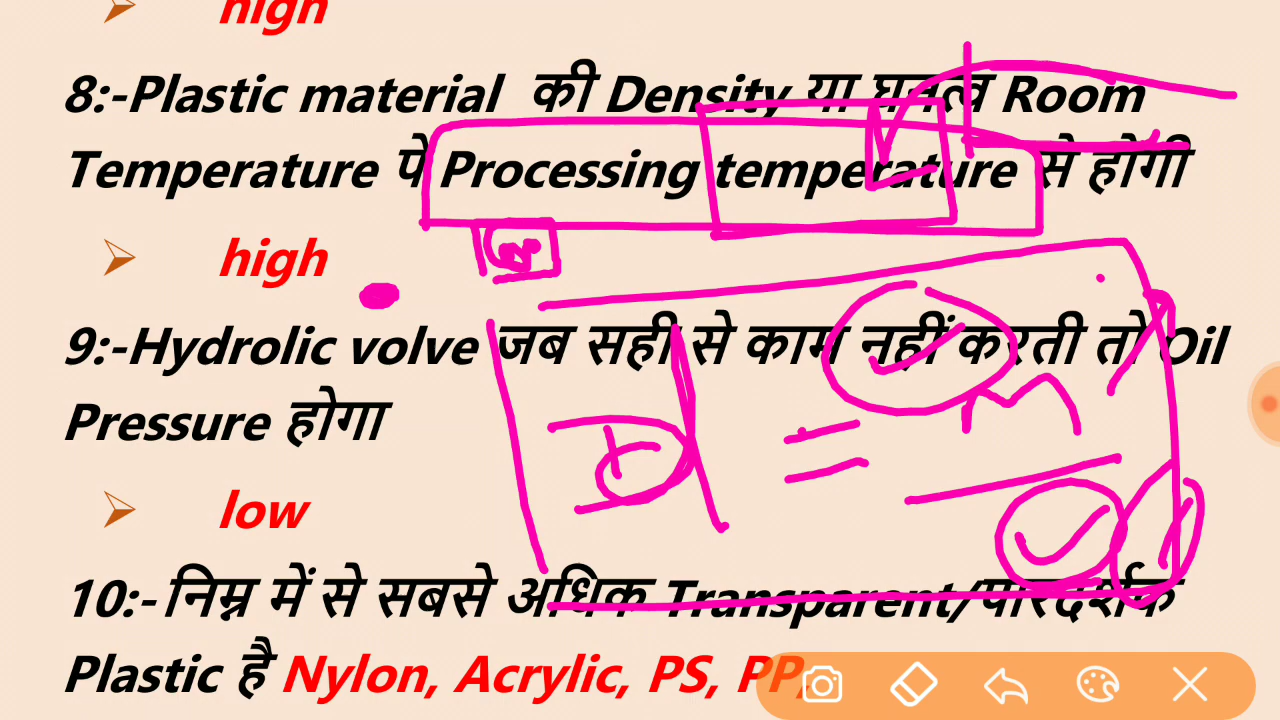 high
8:-Plastic material की Density या घनत्व Room
Temperature पे Processing temperature से होगी
high
9:-Hydrolic volve जब सही से काम नहीं करती तो Oil
Pressure होगा
low
10:-निम्न में से सबसे अधिक Transparent/पारदर्शक
Plastic है Nylon, Acrylic, PS, PP,